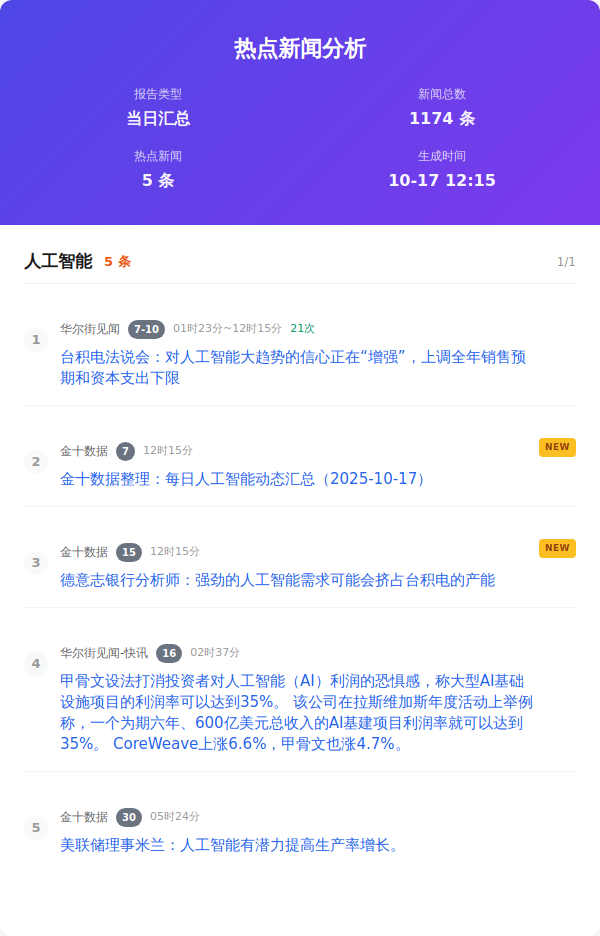 热点新闻分析
报告类型
新闻总数
当日汇总
1174 条
热点新闻
生成时间
5 条
10-17 12:15
人工智能 5 条 1/1
1
华尔街见闻 7-10 01时23分~12时15分 21次
台积电法说会：对人工智能大趋势的信心正在“增强”，上调全年销售预
期和资本支出下限
2
金十数据 7 12时15分 NEW
金十数据整理：每日人工智能动态汇总（2025-10-17）
3
金十数据 15 12时15分 NEW
德意志银行分析师：强劲的人工智能需求可能会挤占台积电的产能
4
华尔街见闻-快讯 16 02时37分
甲骨文设法打消投资者对人工智能（AI）利润的恐惧感，称大型AI基础
设施项目的利润率可以达到35%。 该公司在拉斯维加斯年度活动上举例
称，一个为期六年、600亿美元总收入的AI基建项目利润率就可以达到
35%。 CoreWeave上涨6.6%，甲骨文也涨4.7%。
5
金十数据 30 05时24分
美联储理事米兰：人工智能有潜力提高生产率增长。